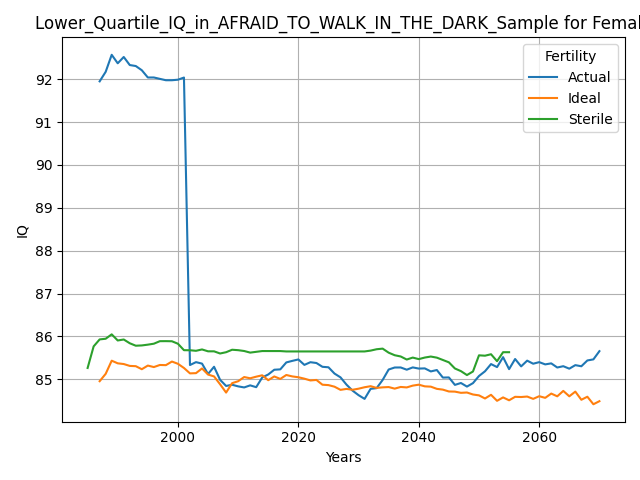 Lower_Quartile_IQ_in_AFRAID_TO_WALK_IN_THE_DARK_Sample for Femal
Fertility
Actual
Ideal
Sterile
IQ
92
91
90
89
88
87
86
85
2000
2020
2040
2060
Years